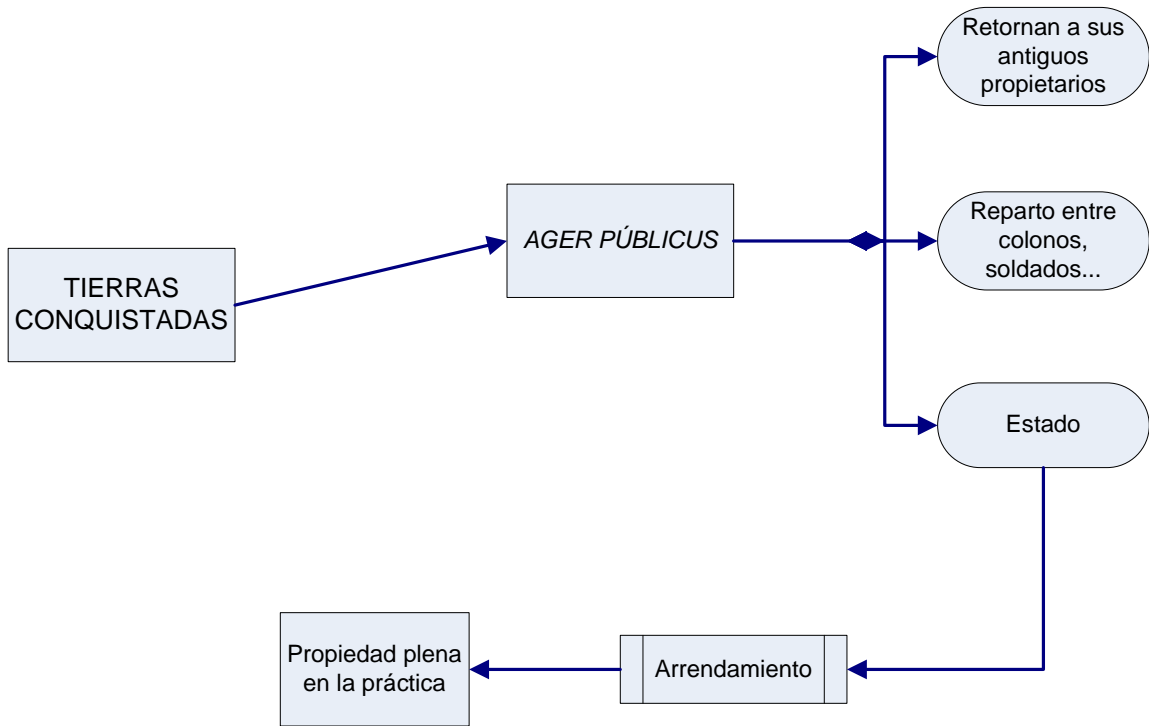 TIERRAS
CONQUISTADAS
AGER PÚBLICUS
Retornan a sus
antiguos
propietarios
Reparto entre
colonos,
soldados...
Estado
Arrendamiento
Propiedad plena
en la práctica